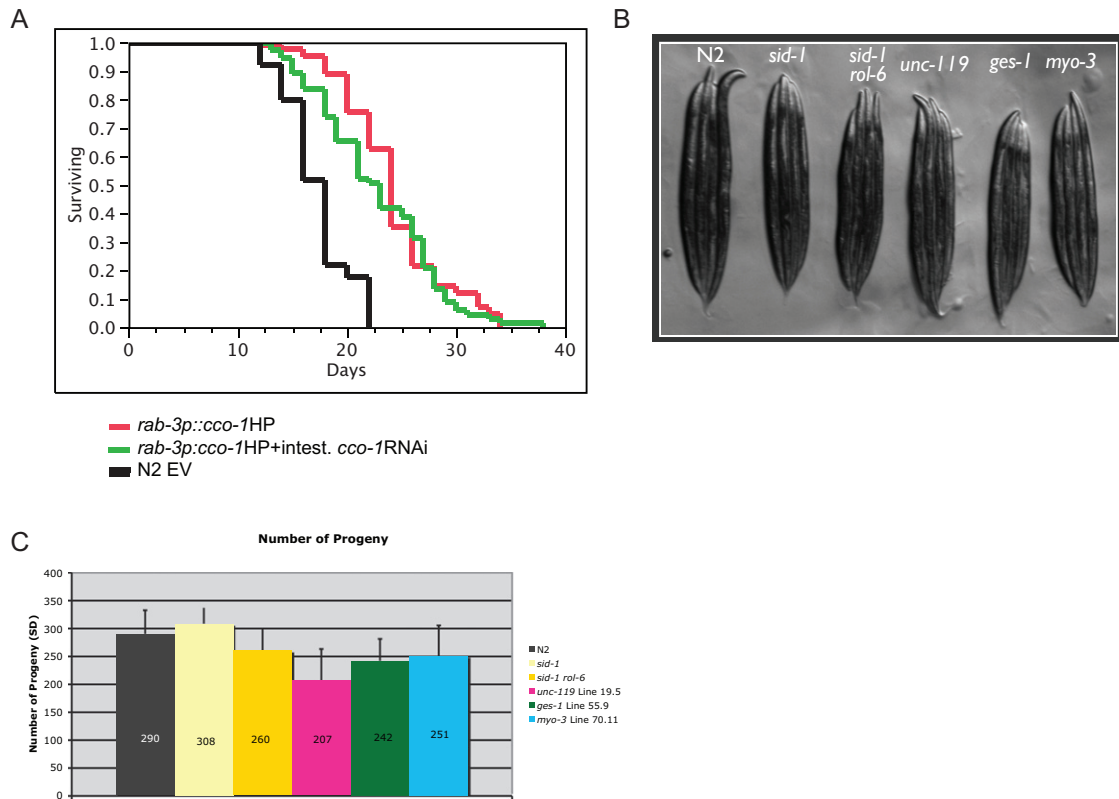 A
Surviving
1.0
0.9
0.8
0.7
0.6
0.5
0.4
0.3
0.2
0.1
0.0
0 10 20 30 40
Days
rab-3p::cco-1HP
rab-3p:cco-1HP+intest. cco-1RNAi
N2 EV
B
N2 sid-1 sid-1 rol-6 unc-119 ges-1 myo-3
C
Number of Progeny
Number of Progeny (SD)
400
350
300
250
200
150
100
50
0
290 308 260 207 242 251
N2
sid-1
sid-1 rol-6
unc-119 Line 19.5
ges-1 Line 55.9
myo-3 Line 70.11